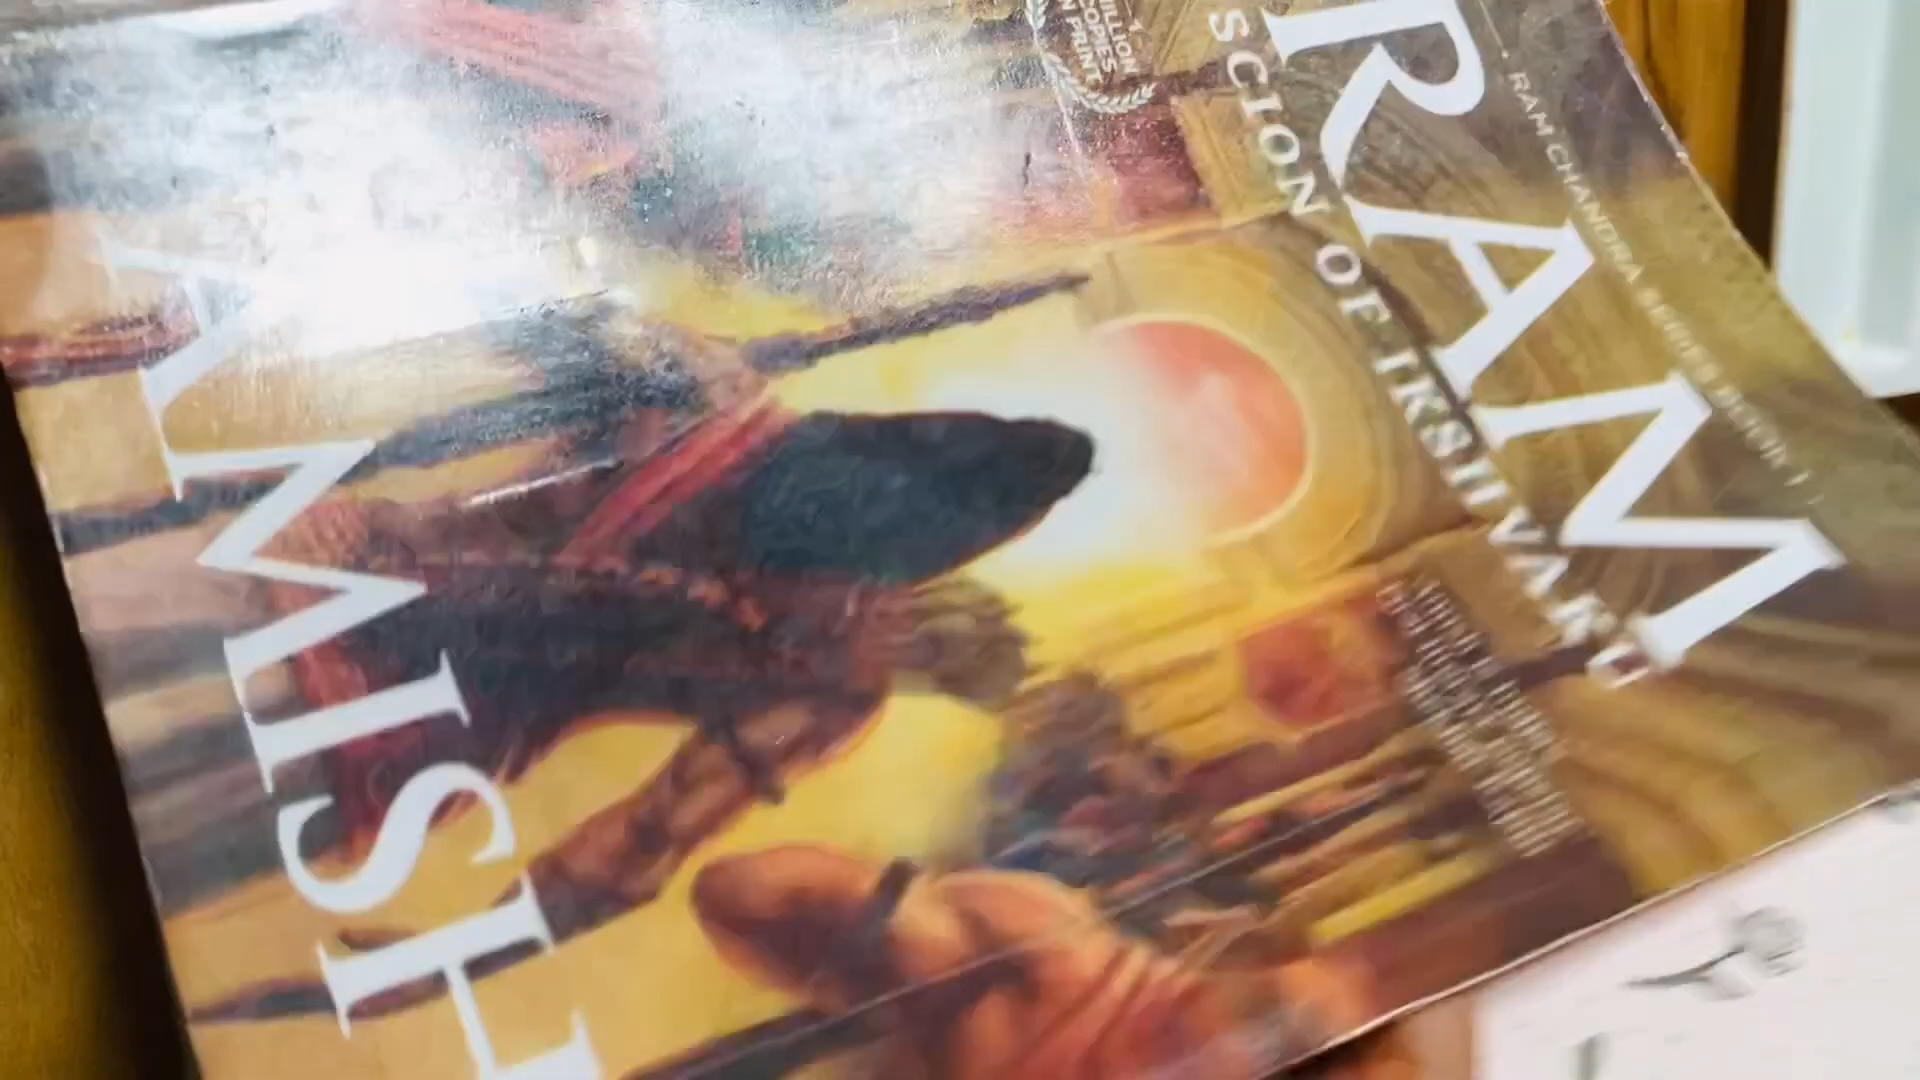 RAM CHANDRA SERIES BOOK 1
RAM
SCION OF IKSHVAKU
MILLION
COPIES
IN PRINT
AMISH